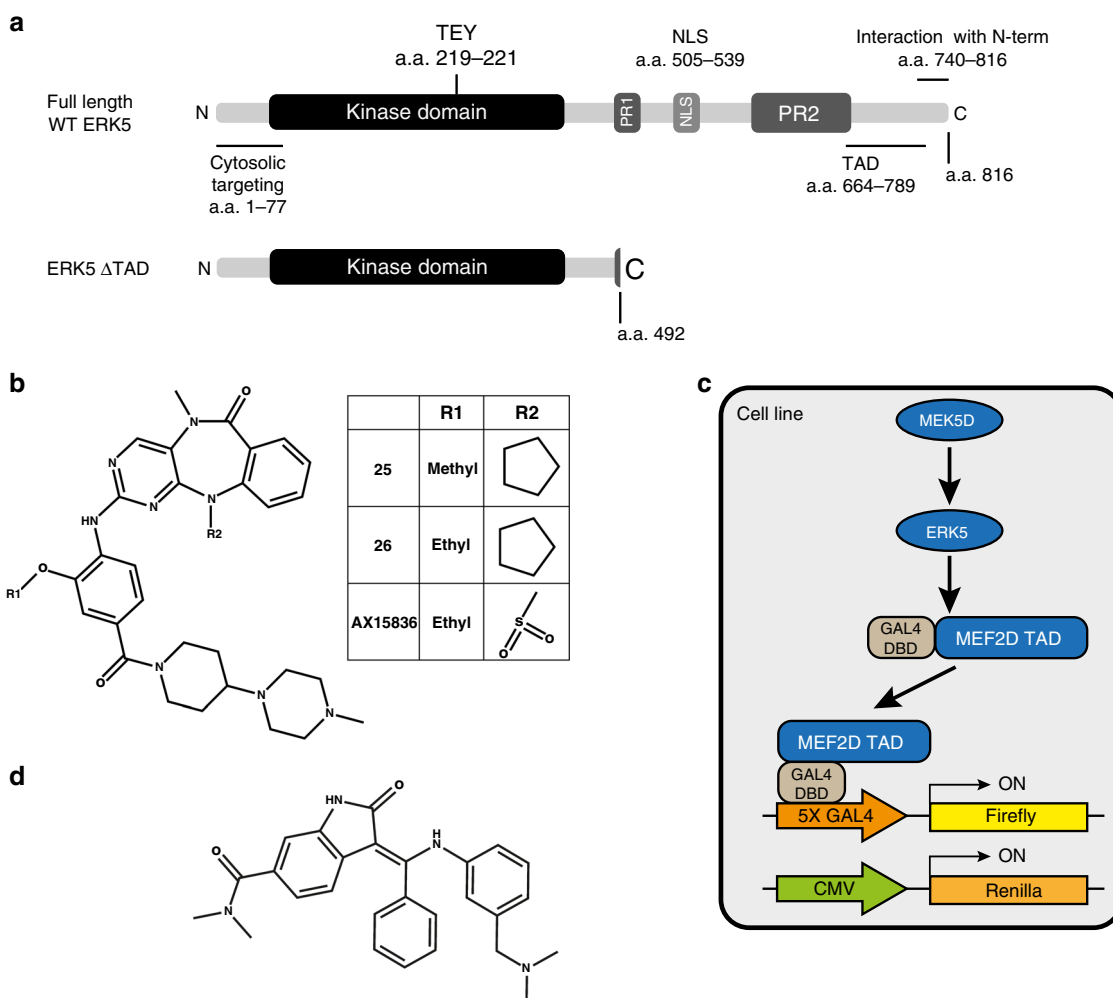 a
TEY
a.a. 219–221
NLS
a.a. 505–539
Interaction with N-term
a.a. 740–816
Full length
WT ERK5
N
Kinase domain
PR1
NLS
PR2
C
Cytosolic
targeting
a.a. 1–77
TAD
a.a. 664–789
a.a. 816
ERK5 ΔTAD
N
Kinase domain
C
a.a. 492
b
O
N
N
N
N
HN
R2
O
R1
O
N
N
N
R1 R2
25 Methyl
26 Ethyl
AX15836 Ethyl
S
O
O
c
Cell line
MEK5D
ERK5
GAL4
DBD
MEF2D TAD
MEF2D TAD
GAL4
DBD
5X GAL4
ON
Firefly
CMV
ON
Renilla
d
O
HN
H
N
O
N
N